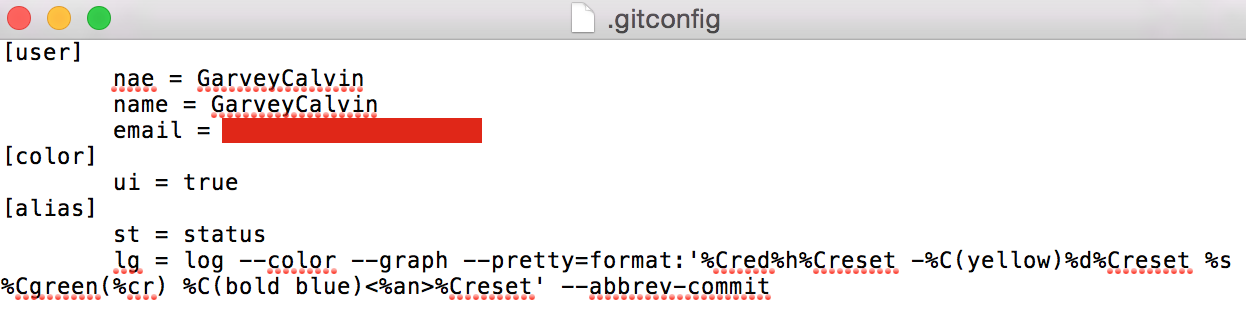 .gitconfig
[user]
nae = GarveyCalvin
name = GarveyCalvin
email =
[color]
ui = true
[alias]
st = status
lg = log --color --graph --pretty=format:'%Cred%h%Creset -%C(yellow)%d%Creset %s
%Cgreen(%cr) %C(bold blue)<%an>%Creset' --abbrev-commit